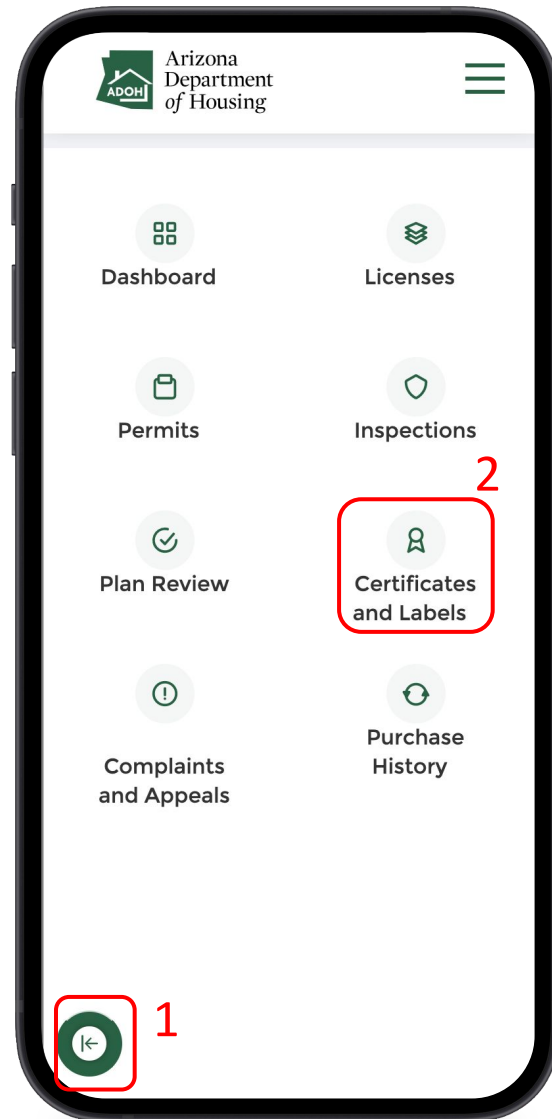 Arizona
Department
of Housing
ADOH
Dashboard
Licenses
Permits
Inspections
2
Plan Review
Certificates
and Labels
Complaints
and Appeals
Purchase
History
1